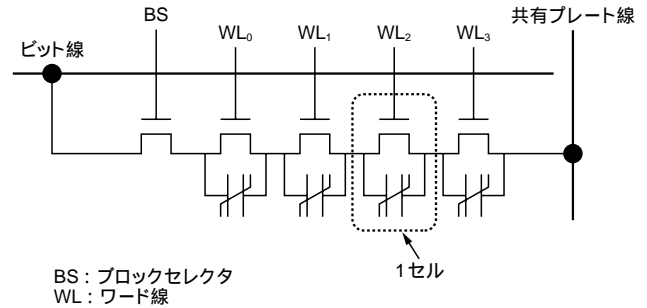 BS
共有プレート線
ビット線
WL₀
WL₁
WL₂
WL₃
1セル
BS：ブロックセレクタ
WL：ワード線